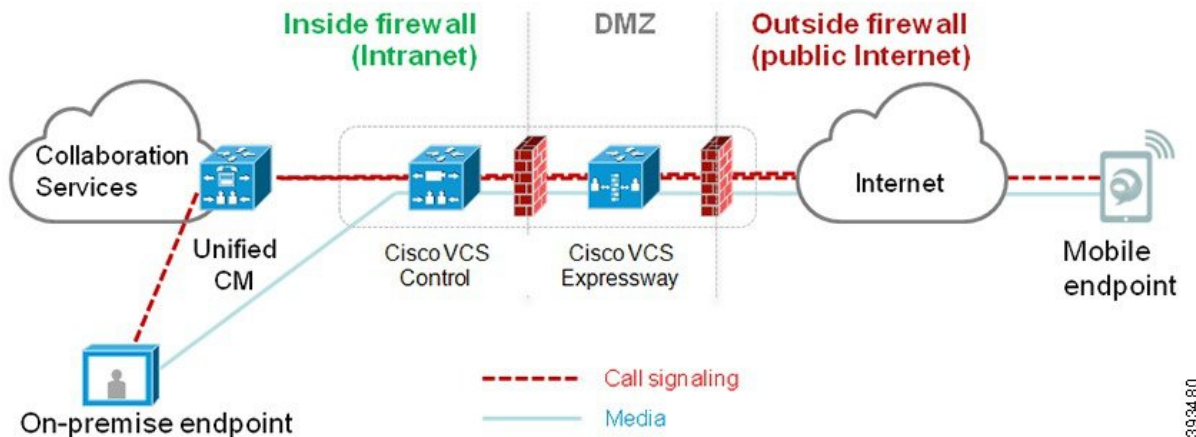 Inside firewall
(Intranet)
DMZ
Outside firewall
(public Internet)
Collaboration
Services
Unified
CM
Cisco VCS
Control
Cisco VCS
Expressway
Internet
Mobile
endpoint
On-premise endpoint
Call signaling
Media
393480